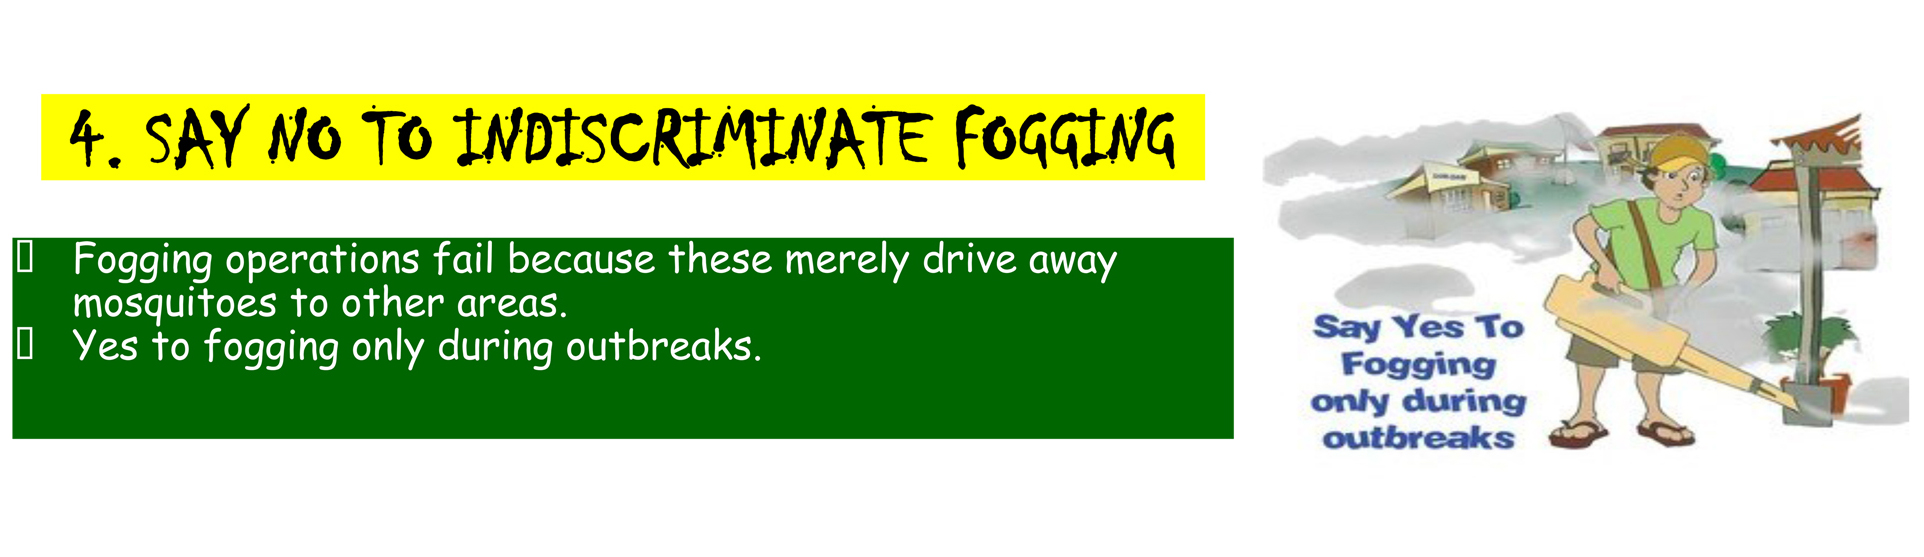 4. SAY NO TO INDISCRIMINATE FOGGING
Fogging operations fail because these merely drive away
mosquitoes to other areas.
Yes to fogging only during outbreaks.
Say Yes To
Fogging
only during
outbreaks